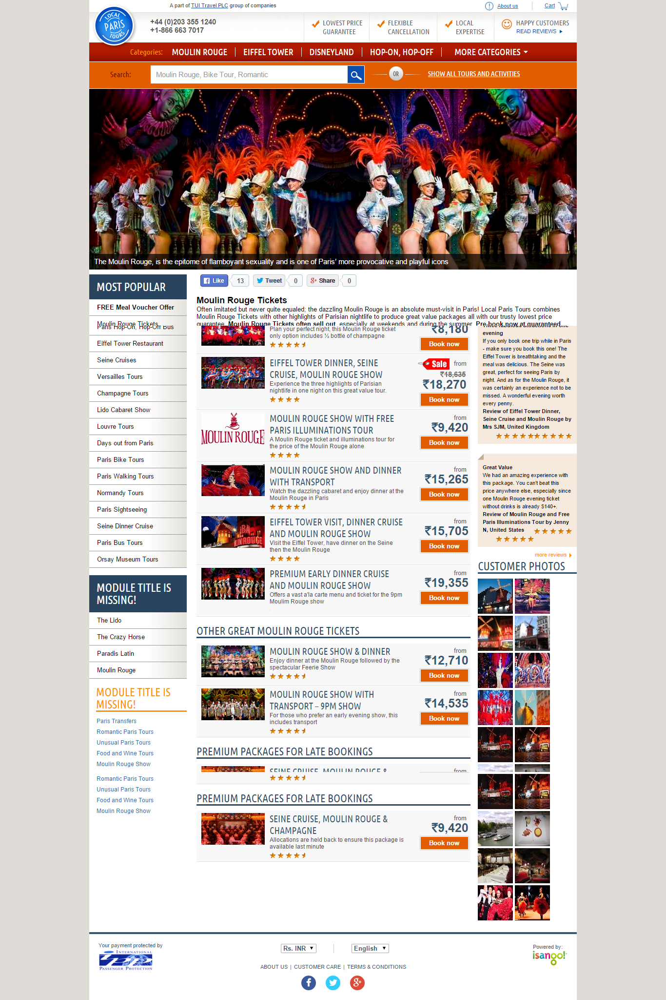 A part of TUI Travel PLC group of companies
About us
Cart
LOCAL
PARIS
TOURS
+44 (0)203 355 1240
+1-866 663 7017
LOWEST PRICE
GUARANTEE
FLEXIBLE
CANCELLATION
LOCAL
EXPERTISE
HAPPY CUSTOMERS
READ REVIEWS
Categories:
MOULIN ROUGE
EIFFEL TOWER
DISNEYLAND
HOP-ON, HOP-OFF
MORE CATEGORIES
Search:
Moulin Rouge, Bike Tour, Romantic
OR
SHOW ALL TOURS AND ACTIVITIES
The Moulin Rouge, is the epitome of flamboyant sexuality and is one of Paris' more provocative and playful icons
MOST POPULAR
FREE Meal Voucher Offer
Moulin Rouge Tickets
Paris Hop-On, Hop-Off Bus
Eiffel Tower Restaurant
Seine Cruises
Versailles Tours
Champagne Tours
Lido Cabaret Show
Louvre Tours
Days out from Paris
Paris Bike Tours
Paris Walking Tours
Normandy Tours
Paris Sightseeing
Seine Dinner Cruise
Paris Bus Tours
Orsay Museum Tours
MODULE TITLE IS
MISSING!
The Lido
The Crazy Horse
Paradis Latin
Moulin Rouge
MODULE TITLE IS
MISSING!
Paris Transfers
Romantic Paris Tours
Unusual Paris Tours
Food and Wine Tours
Moulin Rouge Show
Romantic Paris Tours
Unusual Paris Tours
Food and Wine Tours
Moulin Rouge Show
Like 13 Tweet 0 Share 0
Moulin Rouge Tickets
Often imitated but never quite equaled; the dazzling Moulin Rouge is an absolute must-visit in Paris! Local Paris Tours combines
Moulin Rouge Tickets with other highlights of Parisian nightlife to produce great value packages all with our trusty lowest price
guarantee. Moulin Rouge Tickets often sell out, especially at weekends and during the summer. Pre-book now at guaranteed
Plan your perfect night, this Moulin Rouge ticket
only option includes ½ bottle of champagne
₹8,180
Book now
EIFFEL TOWER DINNER, SEINE
CRUISE, MOULIN ROUGE SHOW
Experience the three highlights of Parisian
nightlife in one night on this great value tour.
Sale
from
₹18,635
₹18,270
Book now
MOULIN ROUGE
MOULIN ROUGE SHOW WITH FREE
PARIS ILLUMINATIONS TOUR
A Moulin Rouge ticket and illuminations tour for
the price of the Moulin Rouge alone
from
₹9,420
Book now
MOULIN ROUGE SHOW AND DINNER
WITH TRANSPORT
Watch the dazzling cabaret and enjoy dinner at the
Moulin Rouge in Paris
from
₹15,265
Book now
EIFFEL TOWER VISIT, DINNER CRUISE
AND MOULIN ROUGE SHOW
Visit the Eiffel Tower, have dinner on the Seine
then the Moulin Rouge
from
₹15,705
Book now
PREMIUM EARLY DINNER CRUISE
AND MOULIN ROUGE SHOW
Offers a vast a'la carte menu and ticket for the 9pm
Moulim Rouge show
from
₹19,355
Book now
OTHER GREAT MOULIN ROUGE TICKETS
MOULIN ROUGE SHOW & DINNER
Enjoy dinner at the Moulin Rouge followed by the
spectacular Feerie Show
from
₹12,710
Book now
MOULIN ROUGE SHOW WITH
TRANSPORT – 9PM SHOW
For those who prefer an early evening show, this
includes transport
from
₹14,535
Book now
PREMIUM PACKAGES FOR LATE BOOKINGS
SEINE CRUISE, MOULIN ROUGE &
from
PREMIUM PACKAGES FOR LATE BOOKINGS
SEINE CRUISE, MOULIN ROUGE &
CHAMPAGNE
Allocations are held back to ensure this package is
available last minute
from
₹9,420
Book now
evening
If you only book one trip while in Paris
- make sure you book this one! The
Eiffel Tower is breathtaking and the
meal was delicious. The Seine was
great, perfect for seeing Paris by
night. And as for the Moulin Rouge, it
was certainly an experience not to be
missed. A wonderful evening worth
every penny.
Review of Eiffel Tower Dinner,
Seine Cruise and Moulin Rouge by
Mrs SJM, United Kingdom
Great Value
We had an amazing experience with
this package. You can't beat this
price anywhere else, especially since
one Moulin Rouge evening ticket
without drinks is already $140+.
Review of Moulin Rouge and Free
Paris Illuminations Tour by Jenny
N, United States
more reviews
CUSTOMER PHOTOS
Your payment protected by
INTERNATIONAL
PASSENGER PROTECTION
Rs. INR
English
ABOUT US | CUSTOMER CARE | TERMS & CONDITIONS
Powered by:
isango!